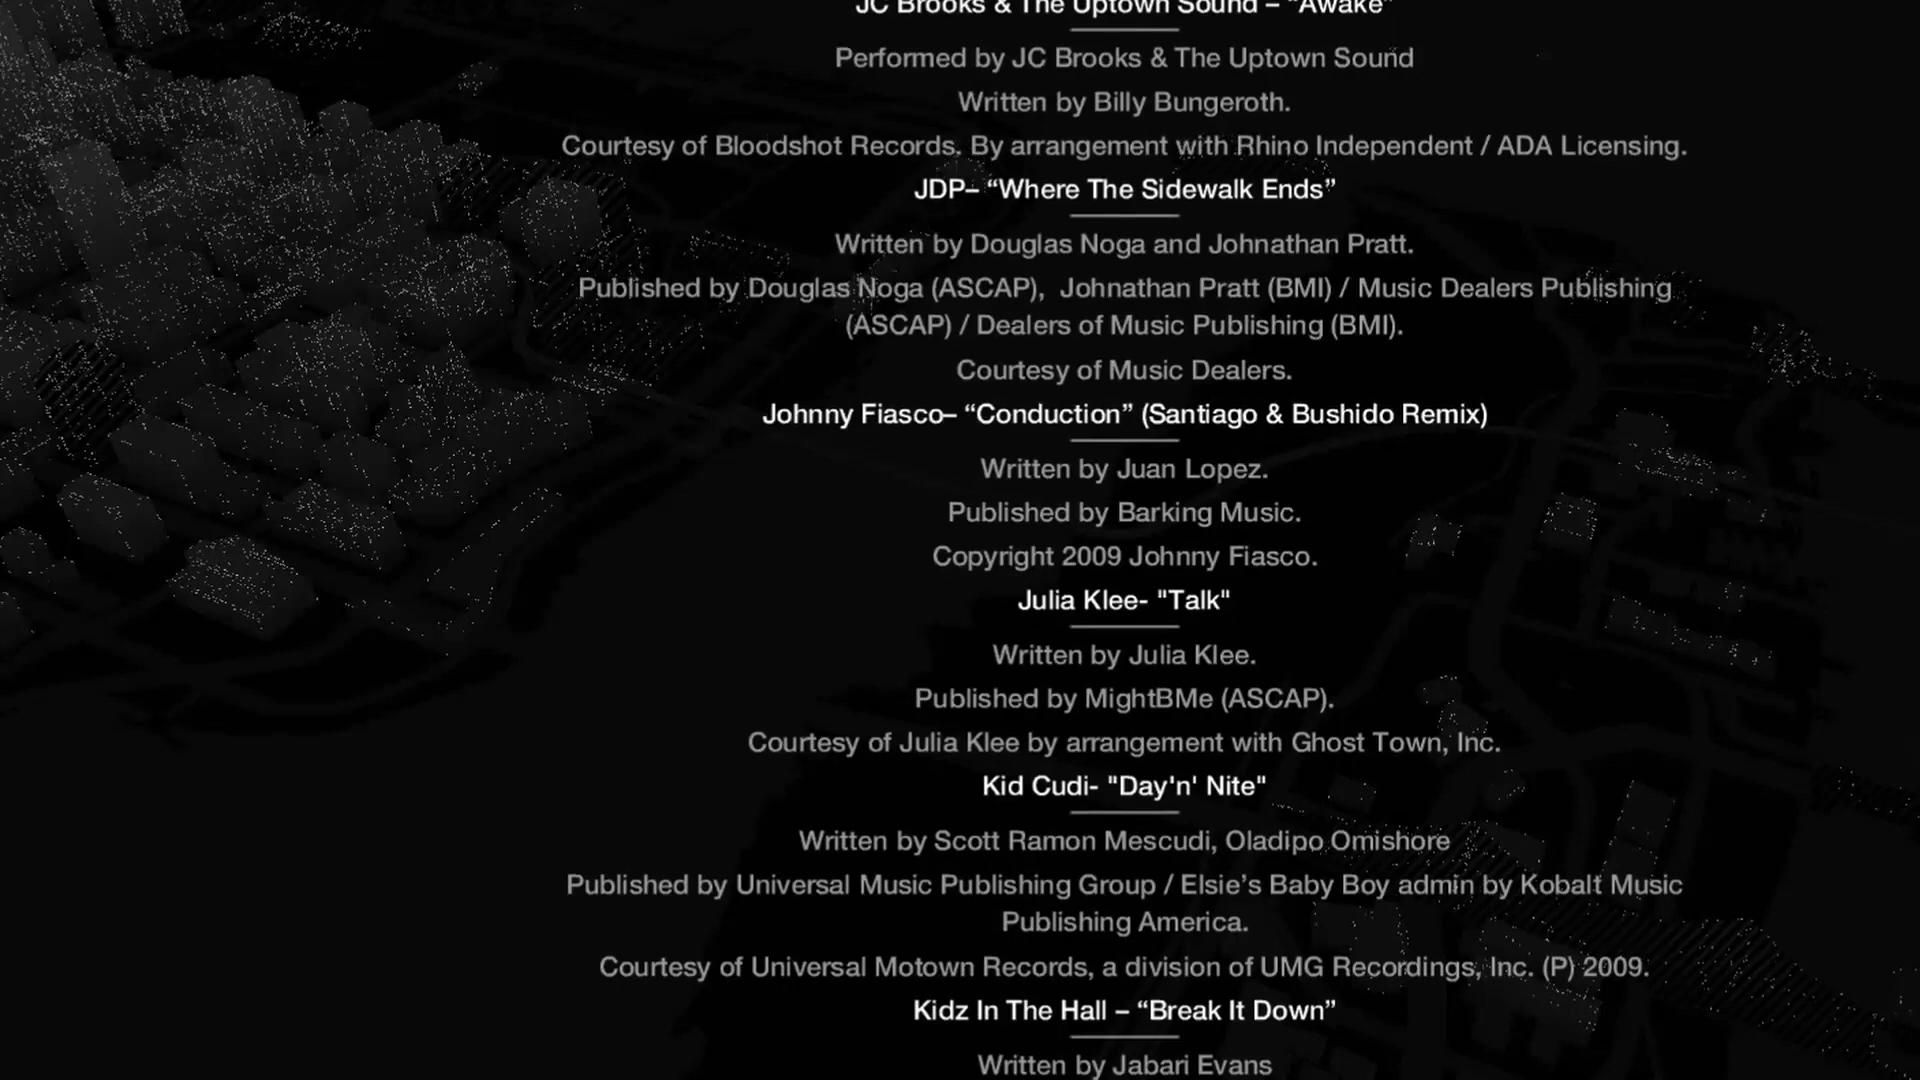 JC Brooks & The Uptown Sound – “Awake”
Performed by JC Brooks & The Uptown Sound
Written by Billy Bungeroth.
Courtesy of Bloodshot Records. By arrangement with Rhino Independent / ADA Licensing.
JDP– “Where The Sidewalk Ends”
Written by Douglas Noga and Johnathan Pratt.
Published by Douglas Noga (ASCAP),  Johnathan Pratt (BMI) / Music Dealers Publishing
(ASCAP) / Dealers of Music Publishing (BMI).
Courtesy of Music Dealers.
Johnny Fiasco– “Conduction” (Santiago & Bushido Remix)
Written by Juan Lopez.
Published by Barking Music.
Copyright 2009 Johnny Fiasco.
Julia Klee- "Talk"
Written by Julia Klee.
Published by MightBMe (ASCAP).
Courtesy of Julia Klee by arrangement with Ghost Town, Inc.
Kid Cudi- "Day'n' Nite"
Written by Scott Ramon Mescudi, Oladipo Omishore
Published by Universal Music Publishing Group / Elsie’s Baby Boy admin by Kobalt Music
Publishing America.
Courtesy of Universal Motown Records, a division of UMG Recordings, Inc. (P) 2009.
Kidz In The Hall – “Break It Down”
Written by Jabari Evans